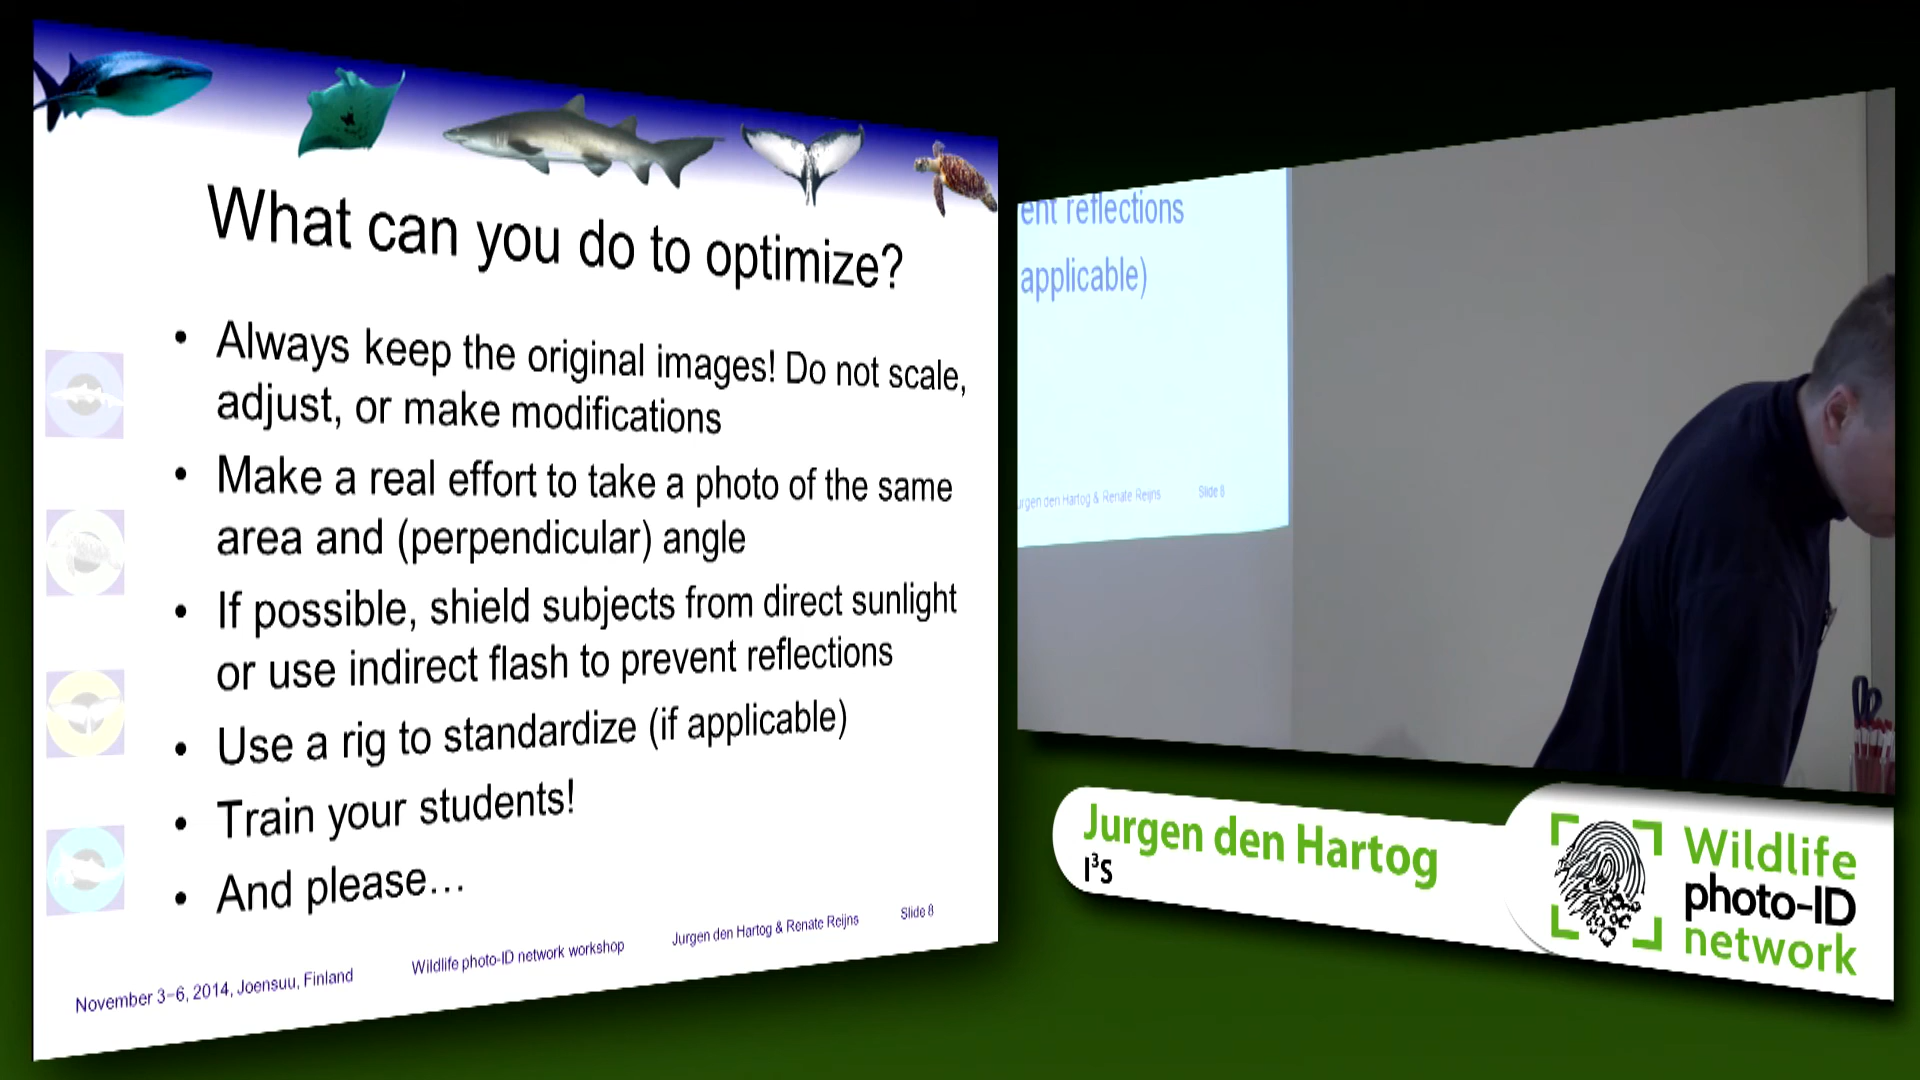 What can you do to optimize?
• Always keep the original images! Do not scale,
adjust, or make modifications
• Make a real effort to take a photo of the same
area and (perpendicular) angle
• If possible, shield subjects from direct sunlight
or use indirect flash to prevent reflections
• Use a rig to standardize (if applicable)
• Train your students!
• And please…
November 3-6, 2014, Joensuu, Finland
Wildlife photo-ID network workshop
Jurgen den Hartog & Renate Reijns
Slide 8
ent reflections
applicable)
urgen den Hartog & Renate Reijns
Slide 8
Jurgen den Hartog
I³S
Wildlife
photo-ID
network